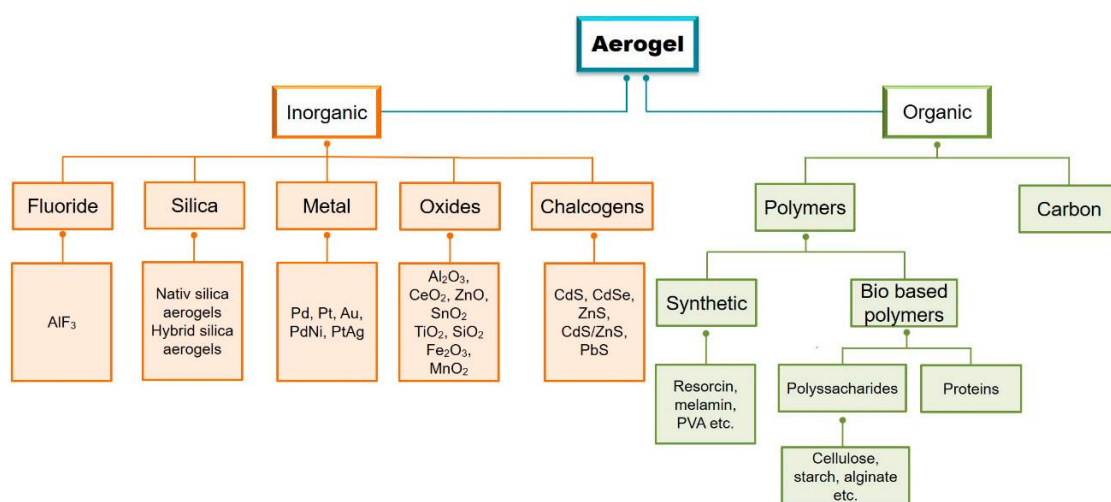 Aerogel
Inorganic
Organic
Fluoride
Silica
Metal
Oxides
Chalcogens
Polymers
Carbon
AlF₃
Nativ silica
aerogels
Hybrid silica
aerogels
Pd, Pt, Au,
PdNi, PtAg
Al₂O₃,
CeO₂, ZnO,
SnO₂
TiO₂, SiO₂
Fe₂O₃,
MnO₂
CdS, CdSe,
ZnS,
CdS/ZnS,
PbS
Synthetic
Bio based
polymers
Resorcin,
melamin,
PVA etc.
Polyssacharides
Proteins
Cellulose,
starch, alginate
etc.